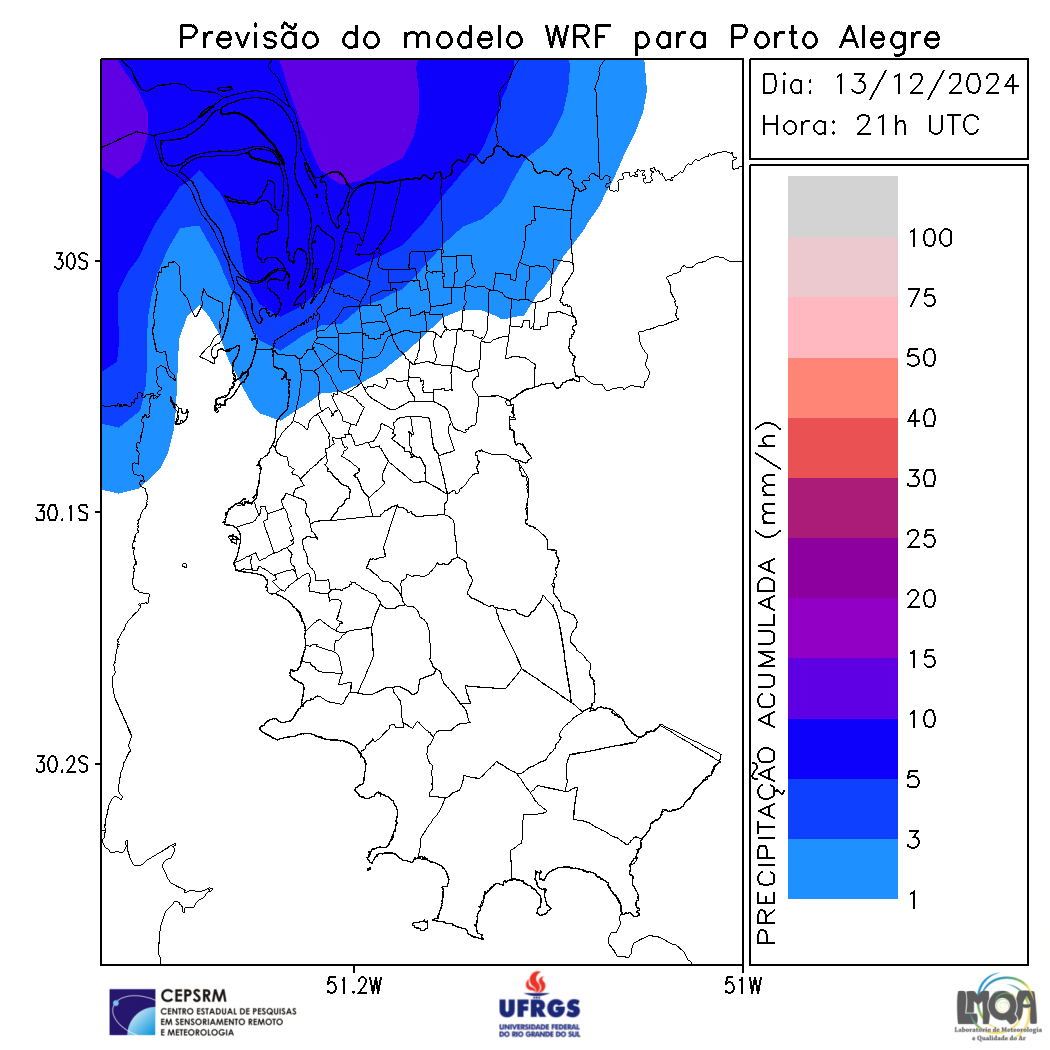 Previsão do modelo WRF para Porto Alegre
Dia: 13/12/2024
Hora: 21h UTC
30S
30.1S
30.2S
51.2W
51W
PRECIPITAÇÃO ACUMULADA (mm/h)
100
75
50
40
30
25
20
15
10
5
3
1
CEPSRM
CENTRO ESTADUAL DE PESQUISAS
EM SENSORIAMENTO REMOTO
E METEOROLOGIA
UFRGS
UNIVERSIDADE FEDERAL
DO RIO GRANDE DO SUL
LMQA
Laboratório de Meteorologia
e Qualidade do Ar